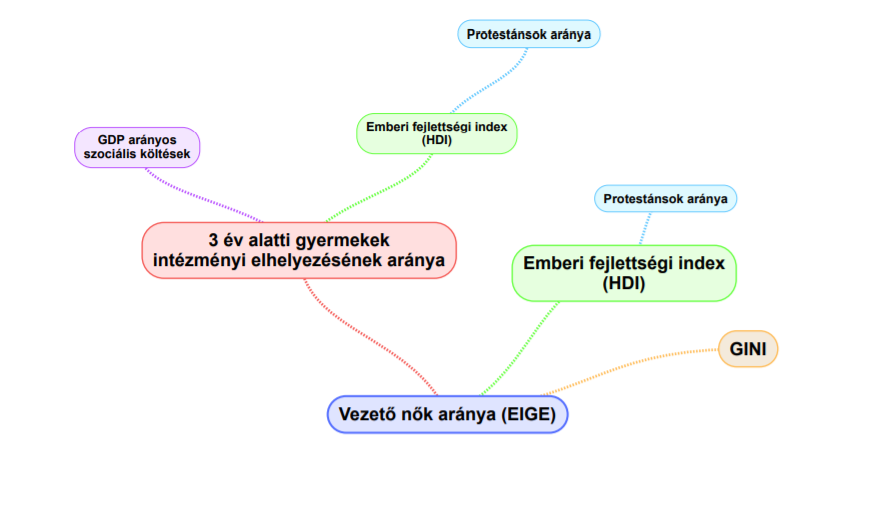 Protestánsok aránya
Emberi fejlettségi index
(HDI)
GDP arányos
szociális költések
Protestánsok aránya
3 év alatti gyermekek
intézményi elhelyezésének aránya
Emberi fejlettségi index
(HDI)
GINI
Vezető nők aránya (EIGE)